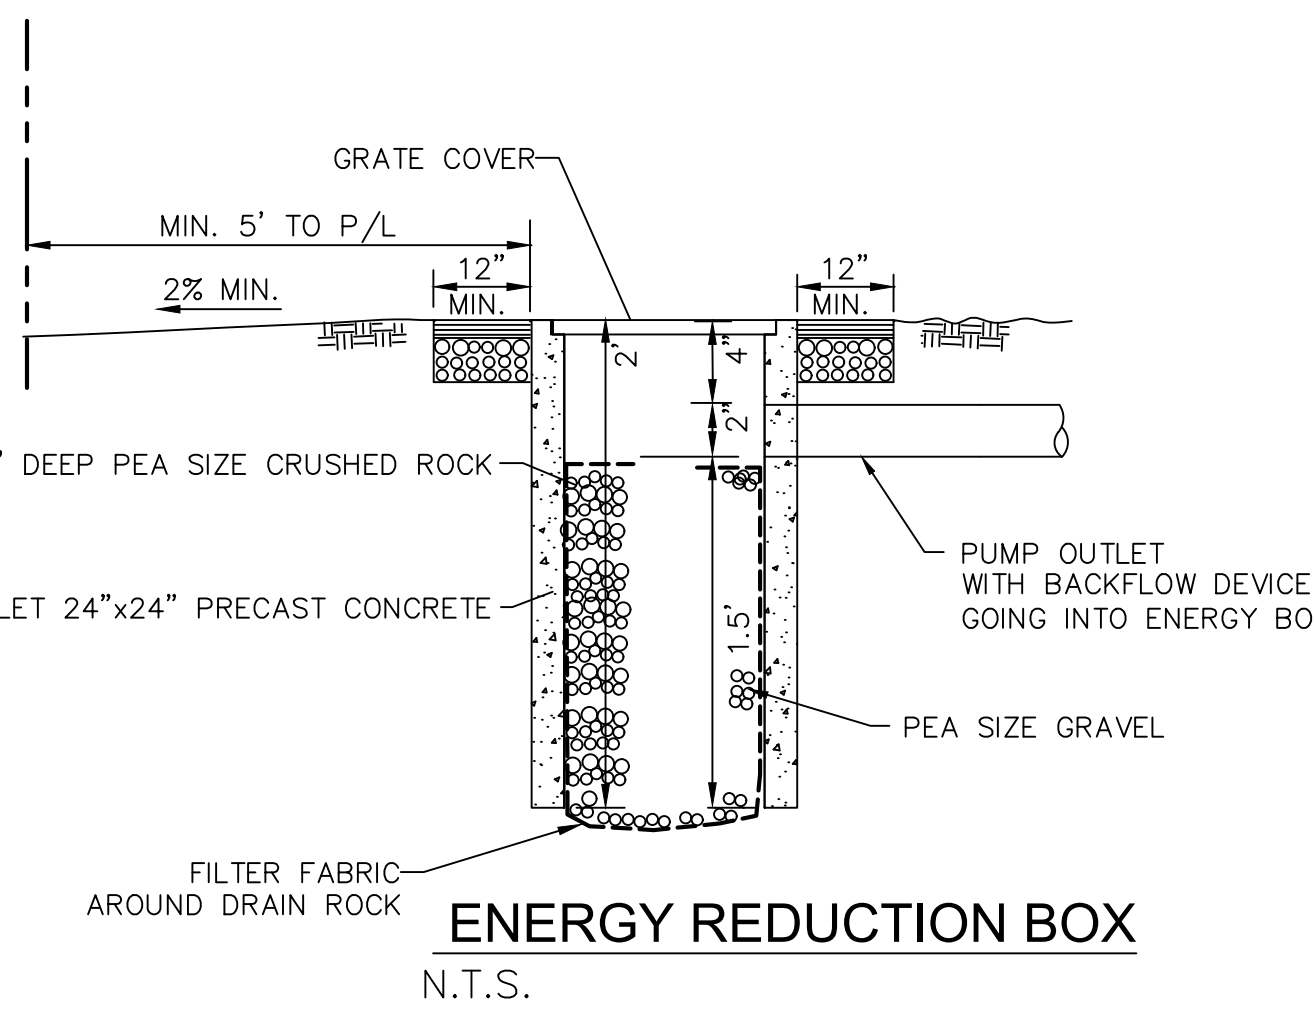 GRATE COVER
MIN. 5' TO P/L
12"
MIN.
12"
MIN.
2% MIN.
2'
4"
2"
DEEP PEA SIZE CRUSHED ROCK
24"x24" PRECAST CONCRETE
PUMP OUTLET
WITH BACKFLOW DEVICE
GOING INTO ENERGY
1.5'
PEA SIZE GRAVEL
FILTER FABRIC
AROUND DRAIN ROCK
ENERGY REDUCTION BOX
N.T.S.